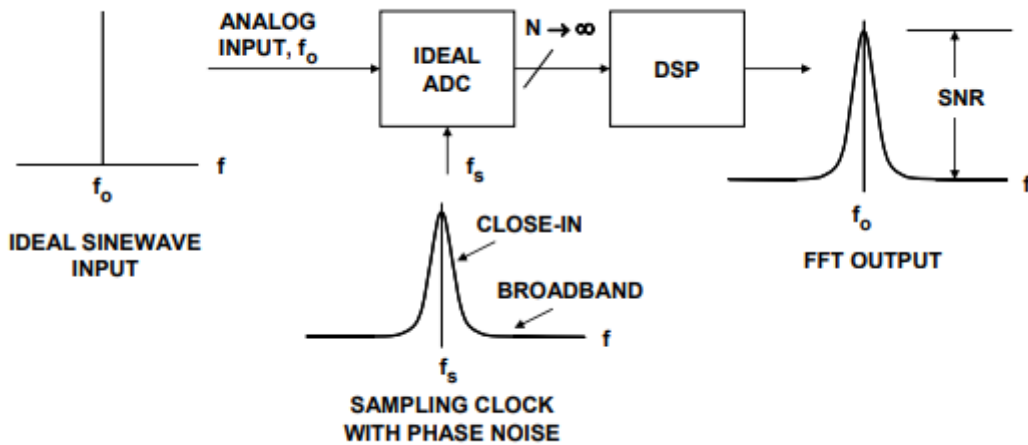 ANALOG
INPUT, fo
IDEAL
ADC
N → ∞
DSP
SNR
f
fo
IDEAL SINEWAVE
INPUT
fs
CLOSE-IN
BROADBAND
f
fs
SAMPLING CLOCK
WITH PHASE NOISE
f
fo
FFT OUTPUT